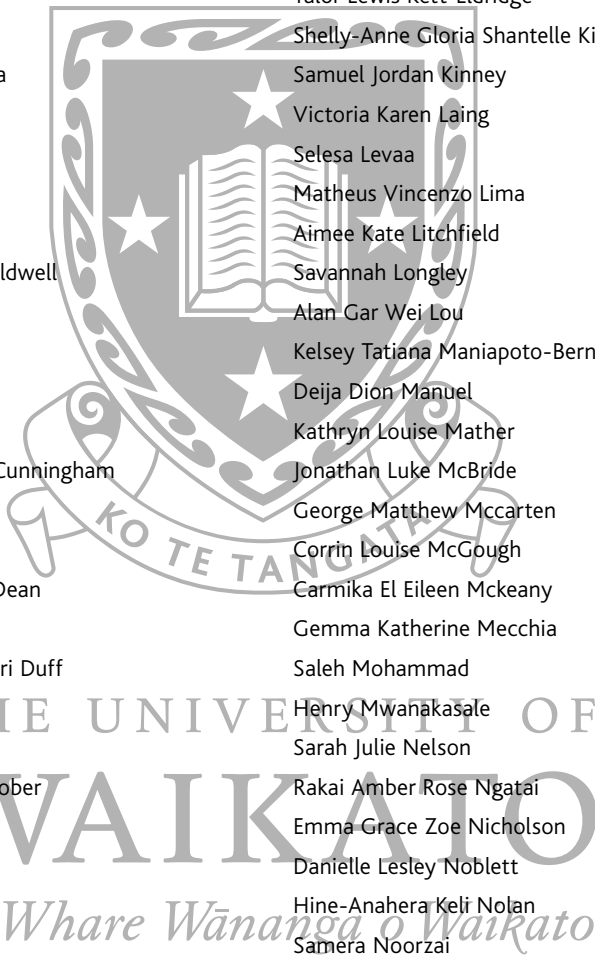 a
ldwell
Cunningham
Dean
ri Duff
ober
Lewis Kett-Eldridge
Shelly-Anne Gloria Shantelle Ki
Samuel Jordan Kinney
Victoria Karen Laing
Selesa Levaa
Matheus Vincenzo Lima
Aimee Kate Litchfield
Savannah Longley
Alan Gar Wei Lou
Kelsey Tatiana Maniapoto-Bern
Deija Dion Manuel
Kathryn Louise Mather
Jonathan Luke McBride
George Matthew Mccarten
Corrin Louise McGough
Carmika El Eileen Mckeany
Gemma Katherine Mecchia
Saleh Mohammad
Henry Mwanakasale
Sarah Julie Nelson
Rakai Amber Rose Ngatai
Emma Grace Zoe Nicholson
Danielle Lesley Noblett
Hine-Anahera Keli Nolan
Samera Noorzai
KO TE TANGATA
E UNIVERSITY OF
WAIKATO
Whare Wānanga o Waikato